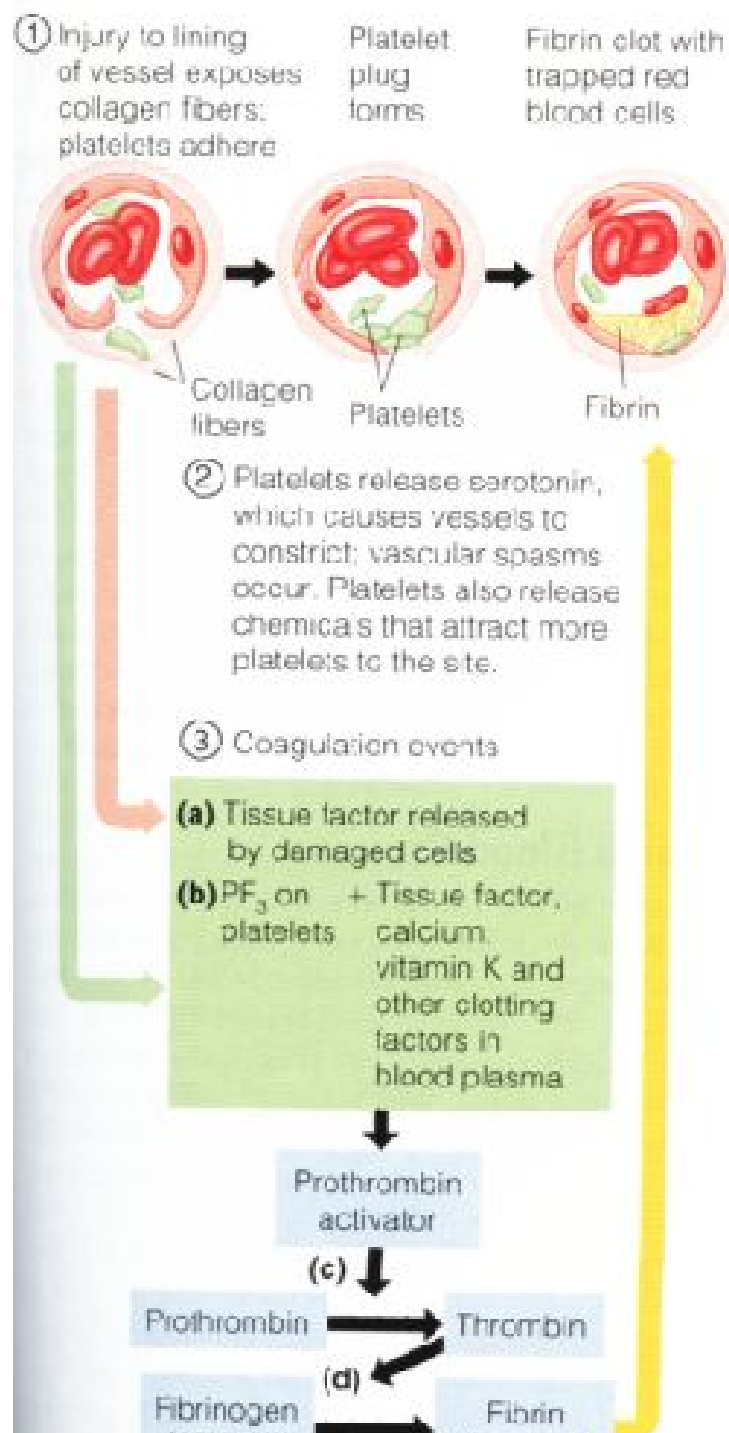 ① Injury to lining
of vessel exposes
collagen fibers;
platelets adhere
Platelet
plug
forms
Fibrin clot with
trapped red
blood cells
Collagen
fibers
Platelets
Fibrin
② Platelets release serotonin,
which causes vessels to
constrict; vascular spasms
occur. Platelets also release
chemicals that attract more
platelets to the site.
③ Coagulation events
(a) Tissue factor released
by damaged cells
(b) PF₃ on
platelets
+ Tissue factor,
calcium,
vitamin K and
other clotting
factors in
blood plasma
Prothrombin
activator
(c)
Prothrombin
Thrombin
(d)
Fibrinogen
Fibrin